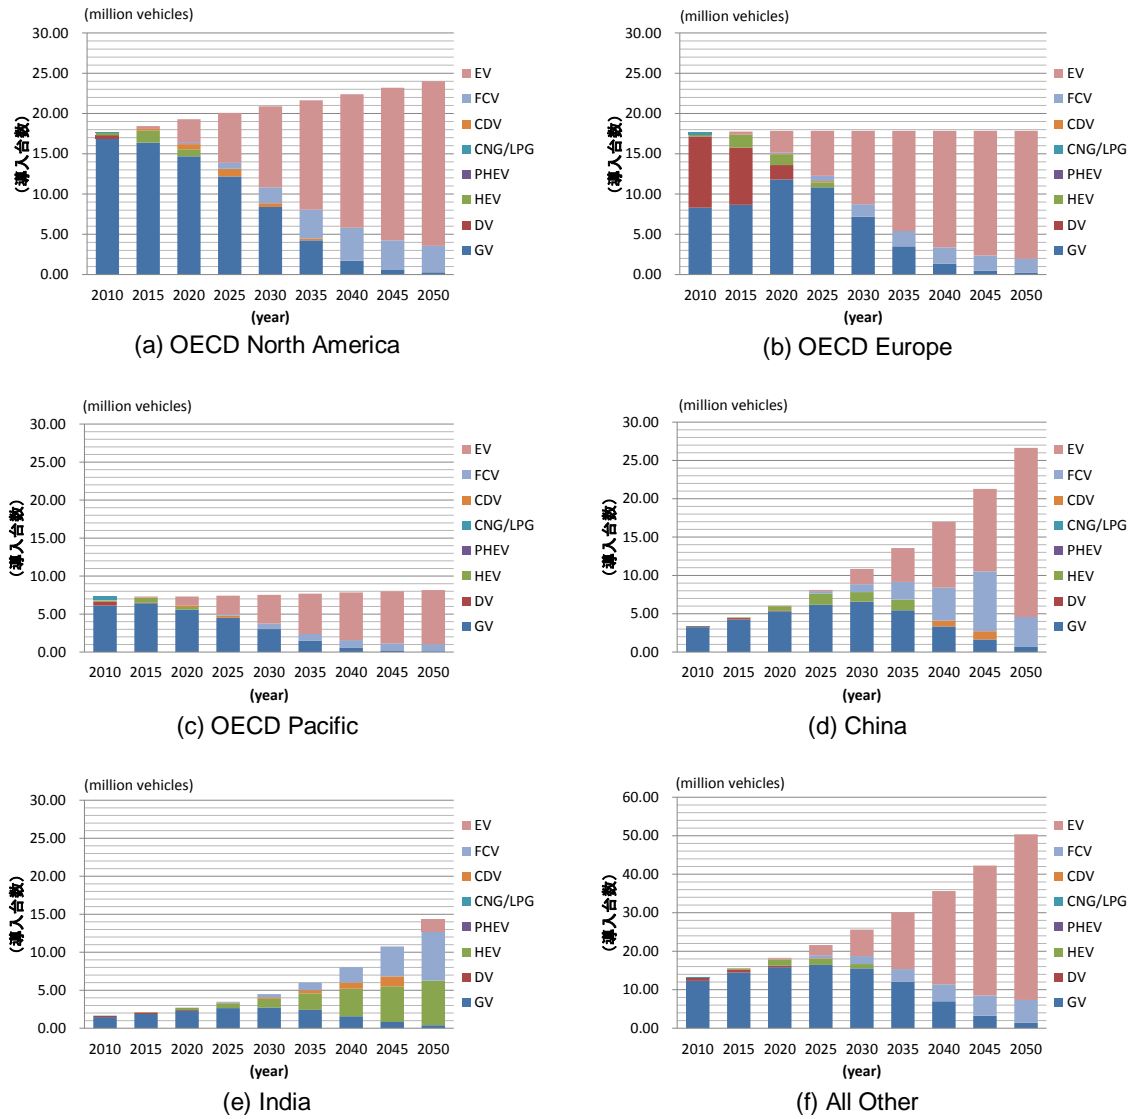 (million vehicles)
30.00
25.00
20.00
15.00
10.00
5.00
0.00
(導入台数)
2010 2015 2020 2025 2030 2035 2040 2045 2050
(year)
EV
FCV
CDV
CNG/LPG
PHEV
HEV
DV
GV
(a) OECD North America
(million vehicles)
30.00
25.00
20.00
15.00
10.00
5.00
0.00
(導入台数)
2010 2015 2020 2025 2030 2035 2040 2045 2050
(year)
EV
FCV
CDV
CNG/LPG
PHEV
HEV
DV
GV
(b) OECD Europe
(million vehicles)
30.00
25.00
20.00
15.00
10.00
5.00
0.00
(導入台数)
2010 2015 2020 2025 2030 2035 2040 2045 2050
(year)
EV
FCV
CDV
CNG/LPG
PHEV
HEV
DV
GV
(c) OECD Pacific
(million vehicles)
30.00
25.00
20.00
15.00
10.00
5.00
0.00
(導入台数)
2010 2015 2020 2025 2030 2035 2040 2045 2050
(year)
EV
FCV
CDV
CNG/LPG
PHEV
HEV
DV
GV
(d) China
(million vehicles)
30.00
25.00
20.00
15.00
10.00
5.00
0.00
(導入台数)
2010 2015 2020 2025 2030 2035 2040 2045 2050
(year)
EV
FCV
CDV
CNG/LPG
PHEV
HEV
DV
GV
(e) India
(million vehicles)
60.00
50.00
40.00
30.00
20.00
10.00
0.00
(導入台数)
2010 2015 2020 2025 2030 2035 2040 2045 2050
(year)
EV
FCV
CDV
CNG/LPG
PHEV
HEV
DV
GV
(f) All Other